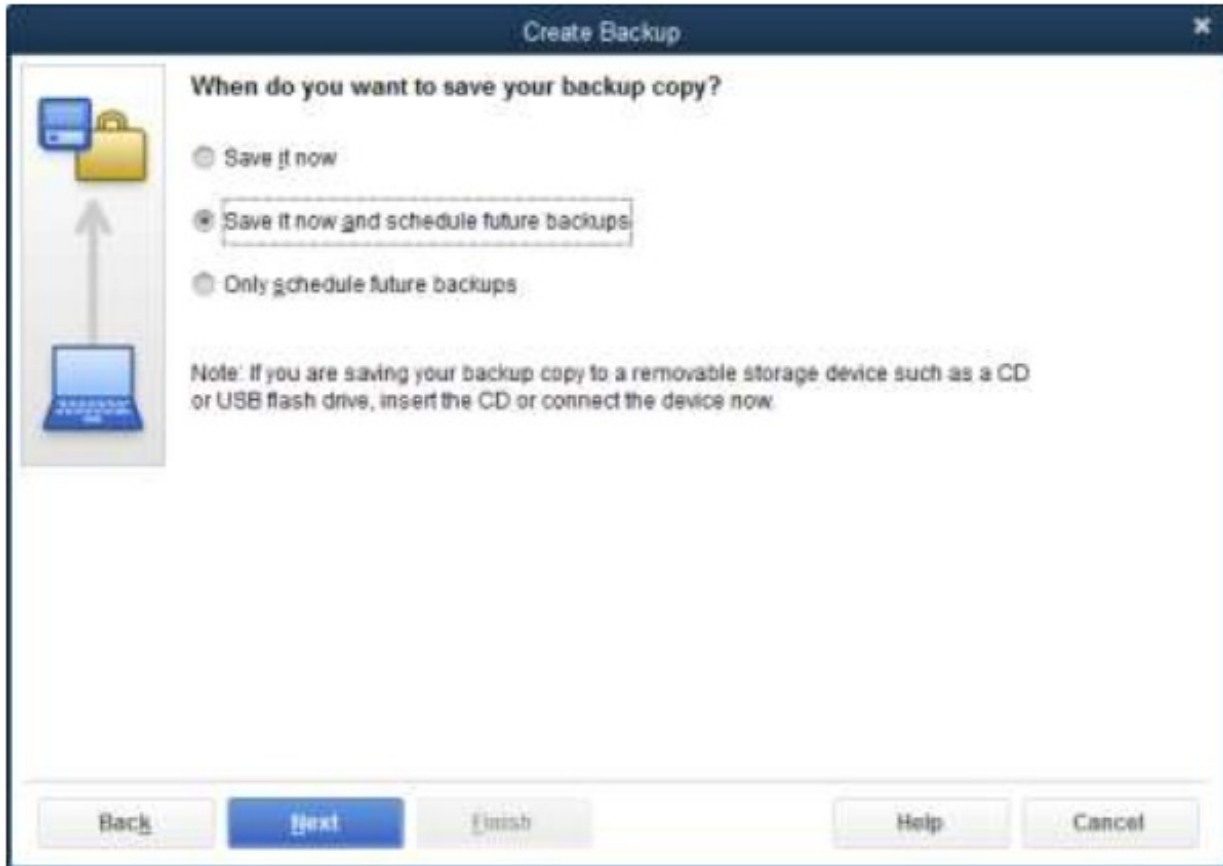 Create Backup
When do you want to save your backup copy?
Save it now
Save it now and schedule future backups
Only schedule future backups
Note: If you are saving your backup copy to a removable storage device such as a CD
or USB flash drive, insert the CD or connect the device now.
Back Next Finish Help Cancel